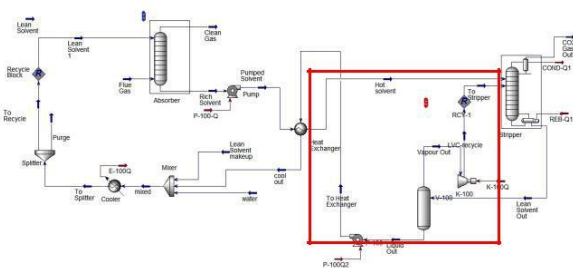 Lean
Solvent
Lean
Solvent
1
Recycle
Block
R
To
Recycle
Purge
Splitter
To
Splitter
E-100Q
Cooler
mixed
Mixer
Lean
Solvent
makeup
water
cool
out
Flue
Gas
Absorber
Clean
Gas
Rich
Solvent
P-100-Q
Pumped
Solvent
Pump
Heat
Exchanger
Hot
solvent
To Heat
Exchanger
P-100Q2
Liquid
Out
V-100
Vapour Out
LVC-recycle
K-100
K-100Q
RCY-1
R
To
Stripper
Stripper
Gas
Out
COND-Q1
REB-Q1
Lean
Solvent
Out